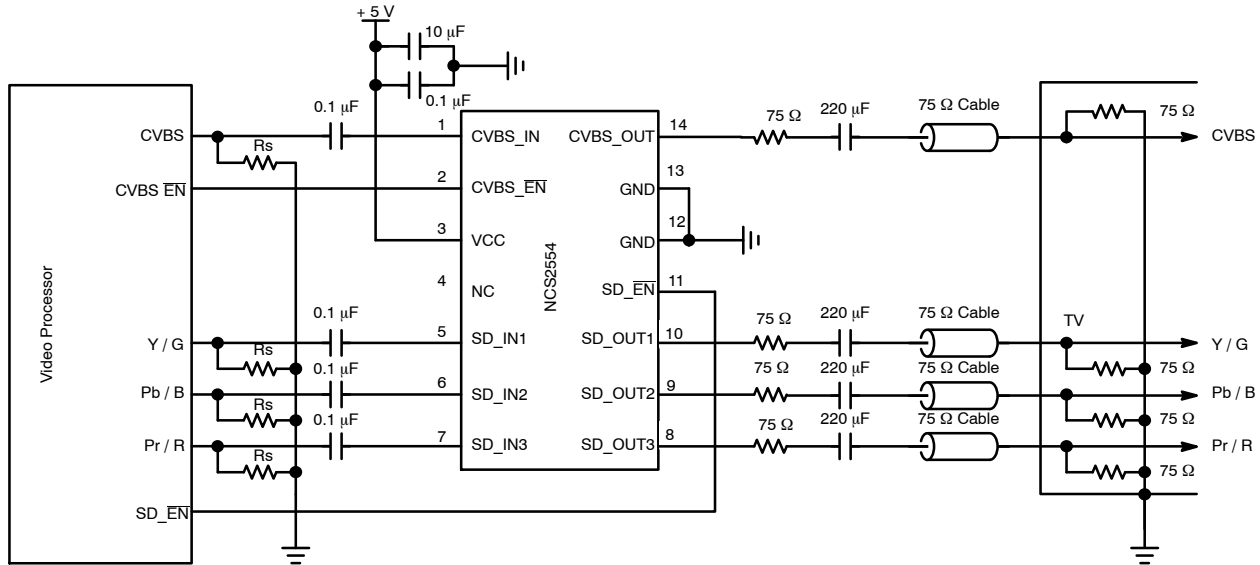 + 5 V
10 μF
0.1 μF
0.1 μF
75 Ω
220 μF
75 Ω Cable
75 Ω
CVBS
1
CVBS_IN
CVBS_OUT
14
CVBS
Rs
CVBS E̅N̅
2
CVBS_E̅N̅
GND
13
3
VCC
GND
12
4
NC
NCS2554
SD_E̅N̅
11
Video Processor
0.1 μF
75 Ω
220 μF
75 Ω Cable
TV
Y / G
5
SD_IN1
SD_OUT1
10
Y / G
Rs
0.1 μF
75 Ω
220 μF
75 Ω Cable
75 Ω
Pb / B
6
SD_IN2
SD_OUT2
9
Pb / B
Rs
0.1 μF
75 Ω
220 μF
75 Ω Cable
75 Ω
Pr / R
7
SD_IN3
SD_OUT3
8
Pr / R
Rs
75 Ω
SD_E̅N̅